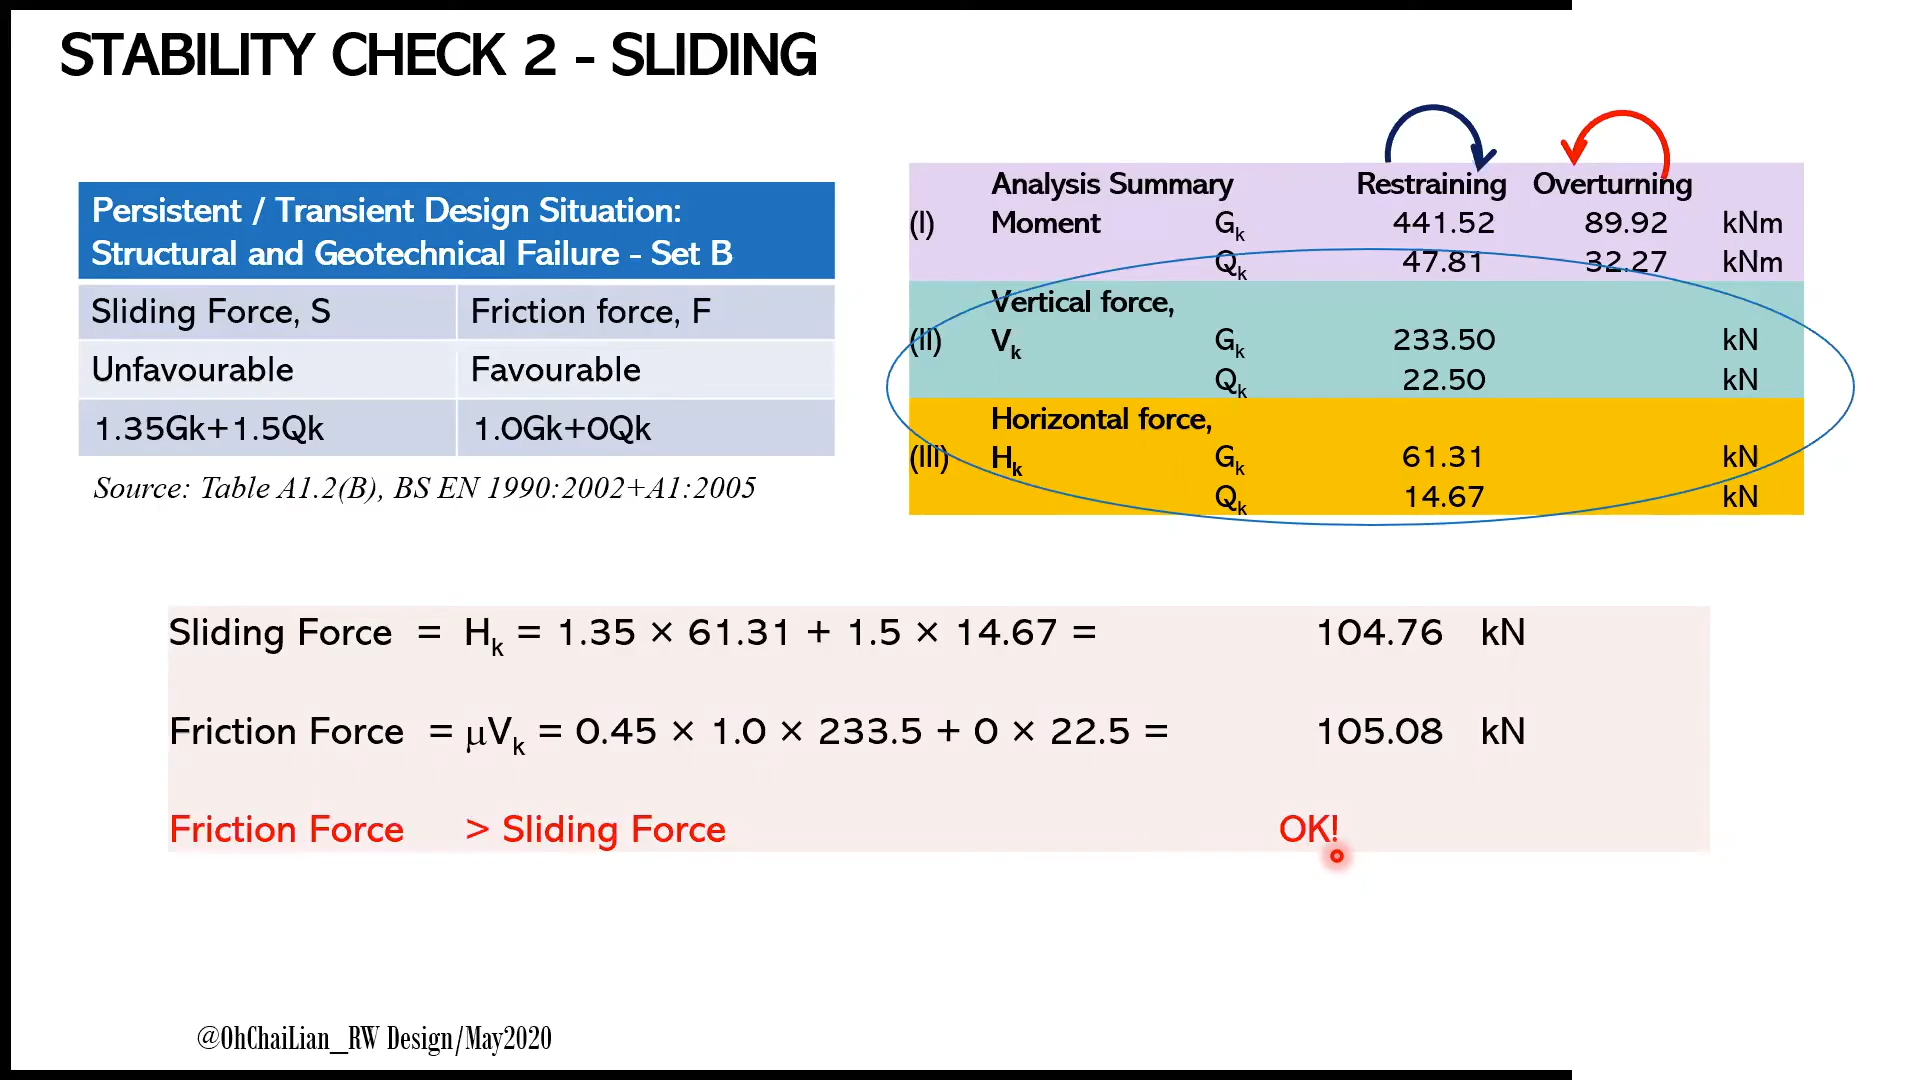 STABILITY CHECK 2 - SLIDING
Persistent / Transient Design Situation:
Structural and Geotechnical Failure - Set B
Sliding Force, S Friction force, F
Unfavourable Favourable
1.35Gk+1.5Qk 1.0Gk+0Qk
Source: Table A1.2(B), BS EN 1990:2002+A1:2005
Analysis Summary Restraining Overturning
(I) Moment Gk 441.52 89.92 kNm
Qk 47.81 32.27 kNm
Vertical force,
(II) Vk Gk 233.50 kN
Qk 22.50 kN
Horizontal force,
(III) Hk Gk 61.31 kN
Qk 14.67 kN
Sliding Force = Hk = 1.35 × 61.31 + 1.5 × 14.67 = 104.76 kN
Friction Force = μVk = 0.45 × 1.0 × 233.5 + 0 × 22.5 = 105.08 kN
Friction Force > Sliding Force OK!
@OhChaiLian_RW Design/May2020